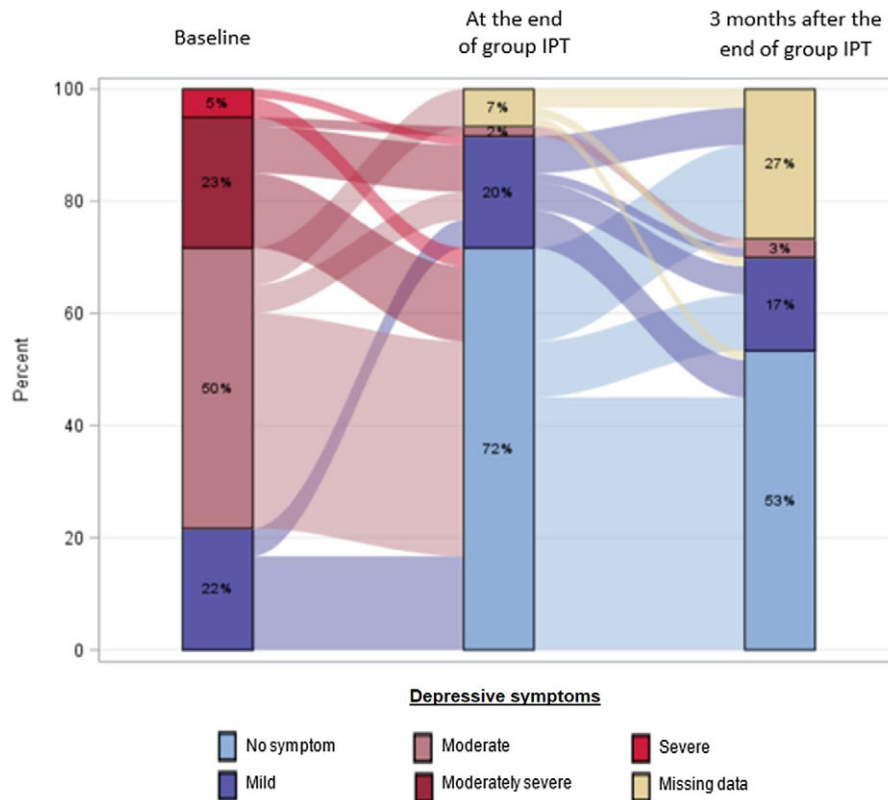 Baseline
At the end
of group IPT
3 months after the
end of group IPT
100
80
60
40
20
0
Percent
5%
23%
50%
22%
7%
2%
20%
72%
27%
3%
17%
53%
Depressive symptoms
No symptom
Moderate
Severe
Mild
Moderately severe
Missing data